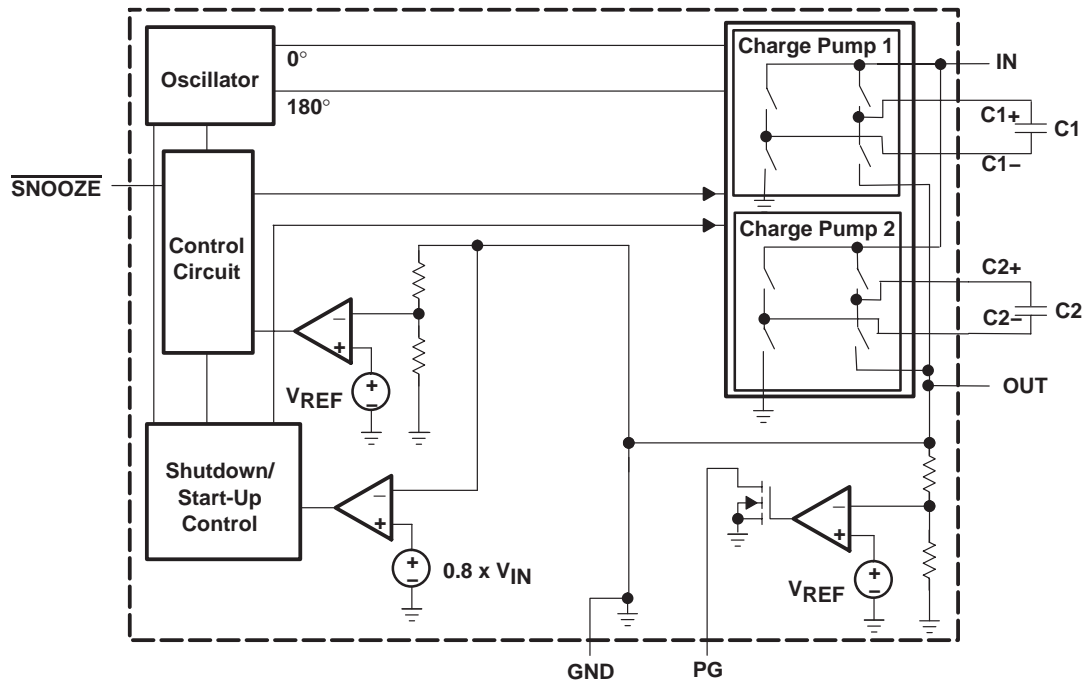 Oscillator
0°
180°
Charge Pump 1
IN
C1+
C1
C1–
SNOOZE
Control
Circuit
Charge Pump 2
C2+
C2
C2–
OUT
–
+
VREF
+
–
Shutdown/
Start-Up
Control
–
+
+
–
0.8 x VIN
–
+
VREF
+
–
GND
PG